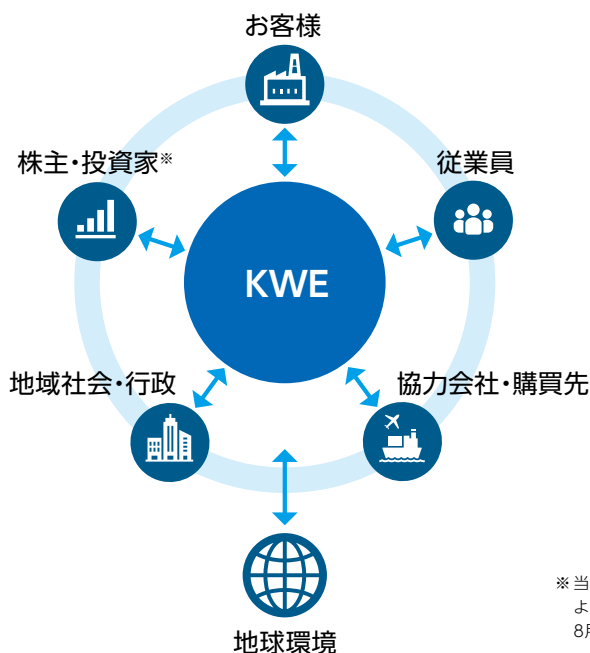 お客様
株主・投資家※
従業員
KWE
地域社会・行政
協力会社・購買先
地球環境
※当
よ
8月